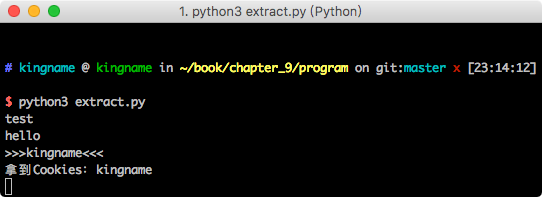 1. python3 extract.py (Python)
# kingname @ kingname in ~/book/chapter_9/program on git:master x [23:14:12]
$ python3 extract.py
test
hello
>>>kingname<<<
拿到Cookies: kingname